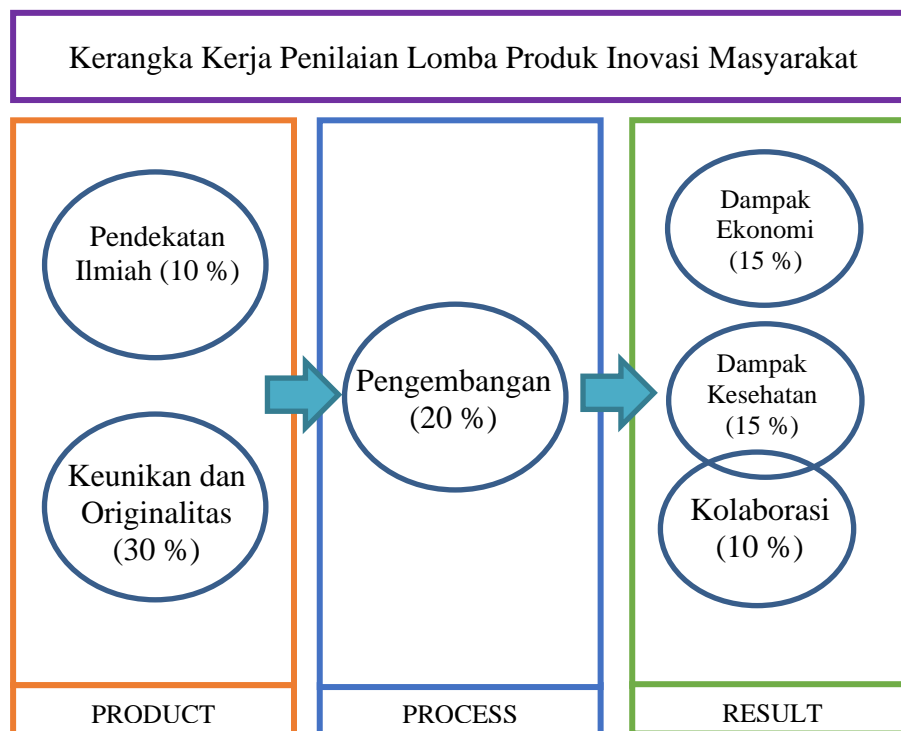 Kerangka Kerja Penilaian Lomba Produk Inovasi Masyarakat
Pendekatan
Ilmiah (10 %)
Keunikan dan
Originalitas
(30 %)
PRODUCT
Pengembangan
(20 %)
PROCESS
Dampak
Ekonomi
(15 %)
Dampak
Kesehatan
(15 %)
Kolaborasi
(10 %)
RESULT